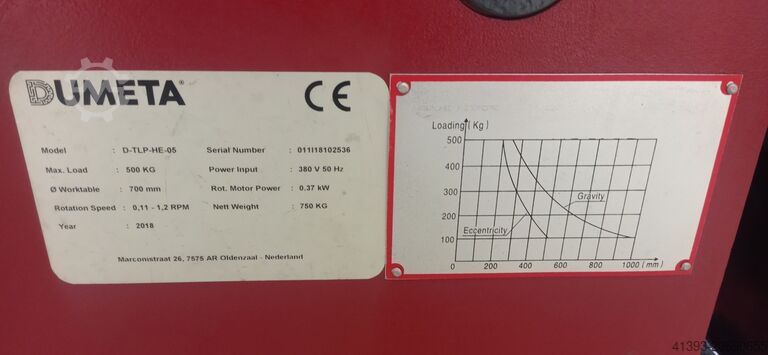 DUMETA®
CE
Model : D-TLP-HE-05 Serial Number : 011I18102536
Max. Load : 500 KG Power Input : 380 V 50 Hz
Ø Worktable : 700 mm Rot. Motor Power : 0,37 kW
Rotation Speed : 0,11 - 1,2 RPM Nett Weight : 750 KG
Year : 2018
Marconistraat 26, 7575 AR Oldenzaal - Nederland
Loading ( Kg )
500
400
300
200
100
0
Gravity
Eccentricity
200 400 600 800 1000 ( mm )